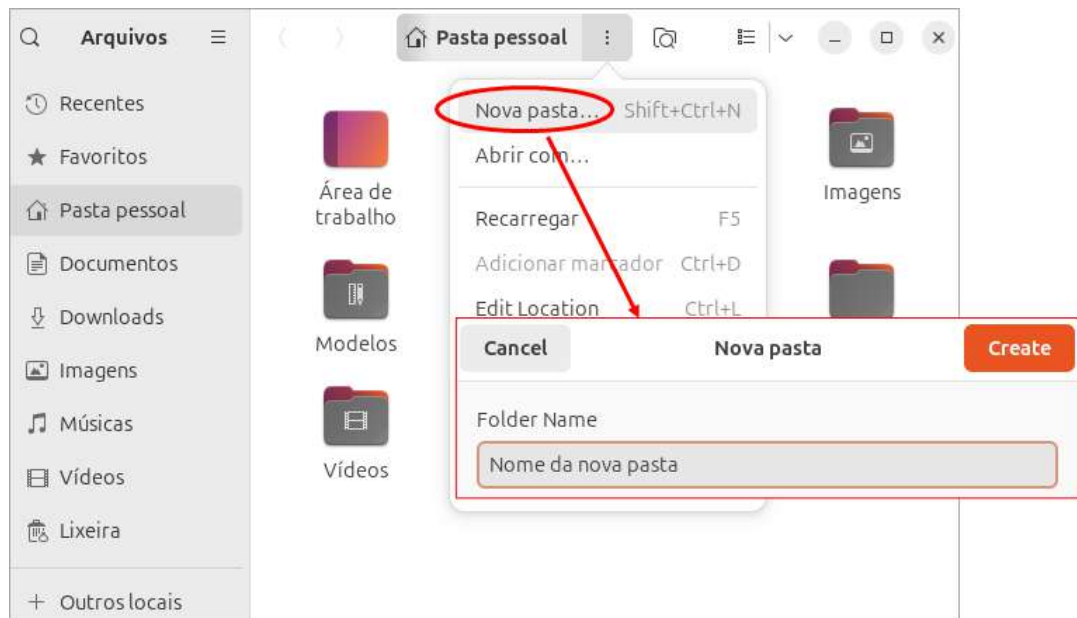 Arquivos
Pasta pessoal
Recentes
Favoritos
Pasta pessoal
Documentos
Downloads
Imagens
Músicas
Vídeos
Lixeira
Outros locais
Área de
trabalho
Modelos
Vídeos
Imagens
Nova pasta... Shift+Ctrl+N
Abrir com...
Recarregar F5
Adicionar marcador Ctrl+D
Edit Location Ctrl+L
Cancel Nova pasta Create
Folder Name
Nome da nova pasta